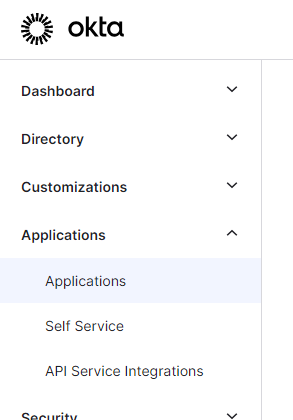 okta
Dashboard
Directory
Customizations
Applications
Applications
Self Service
API Service Integrations
Security